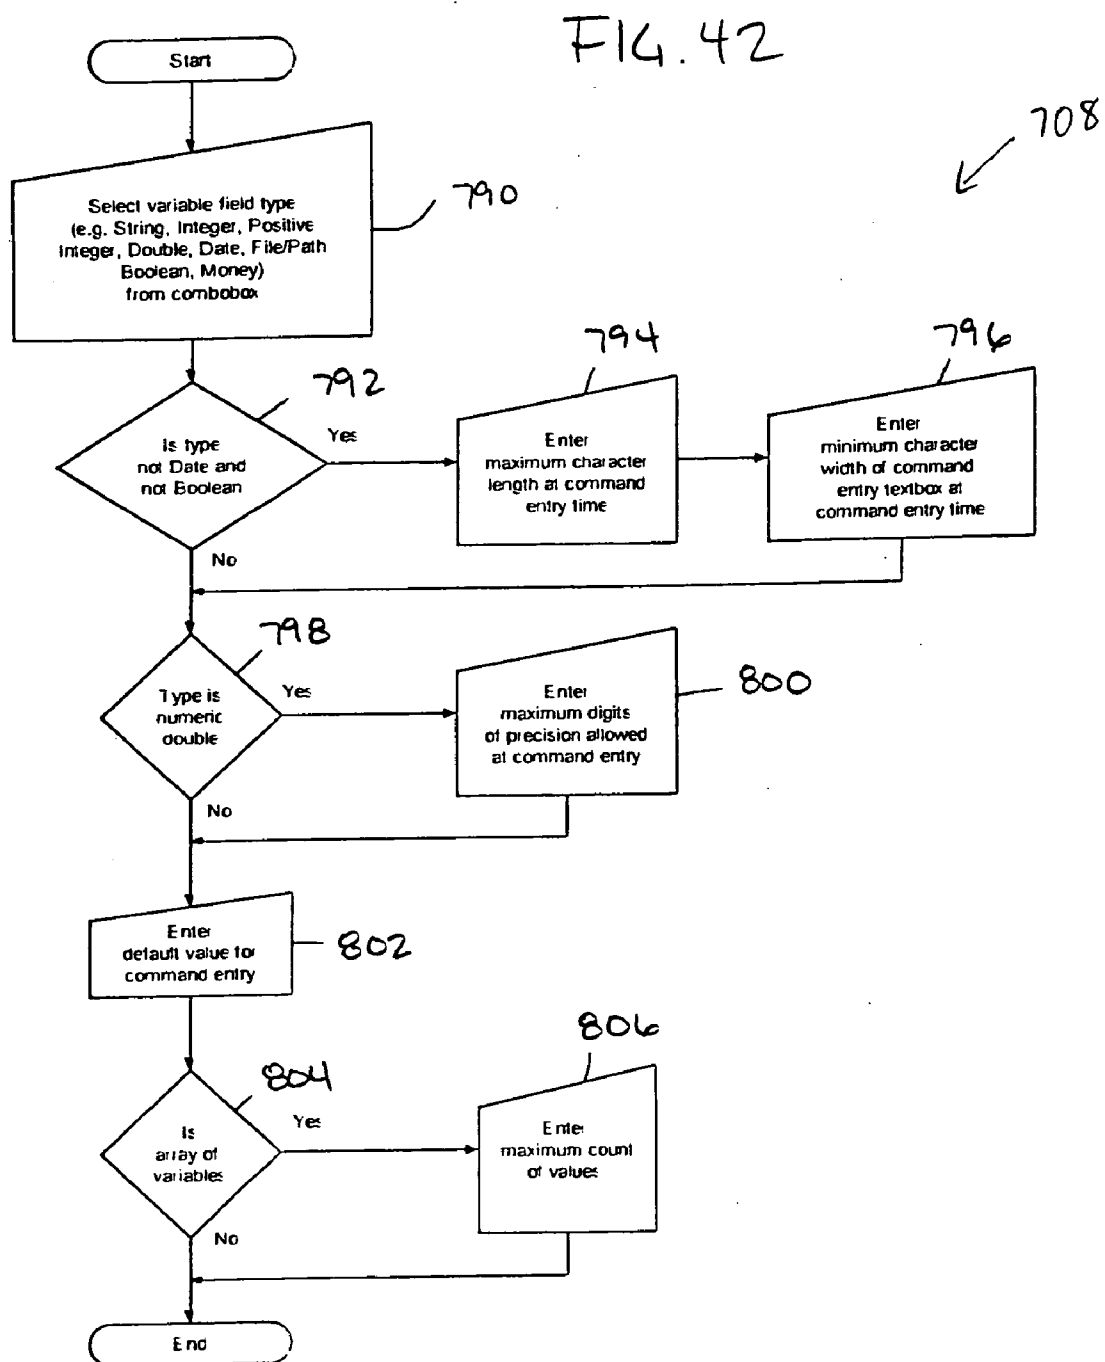 FIG. 42
708
Start
Select variable field type
(e.g. String, Integer, Positive
Integer, Double, Date, File/Path
Boolean, Money)
from combobox
790
792
Is type
not Date and
not Boolean
Yes
No
794
Enter
maximum character
length at command
entry time
796
Enter
minimum character
width of command
entry textbox at
command entry time
798
Type is
numeric
double
Yes
No
Enter
maximum digits
of precision allowed
at command entry
800
Enter
default value for
command entry
802
804
Is
array of
variables
Yes
No
806
Enter
maximum count
of values
End